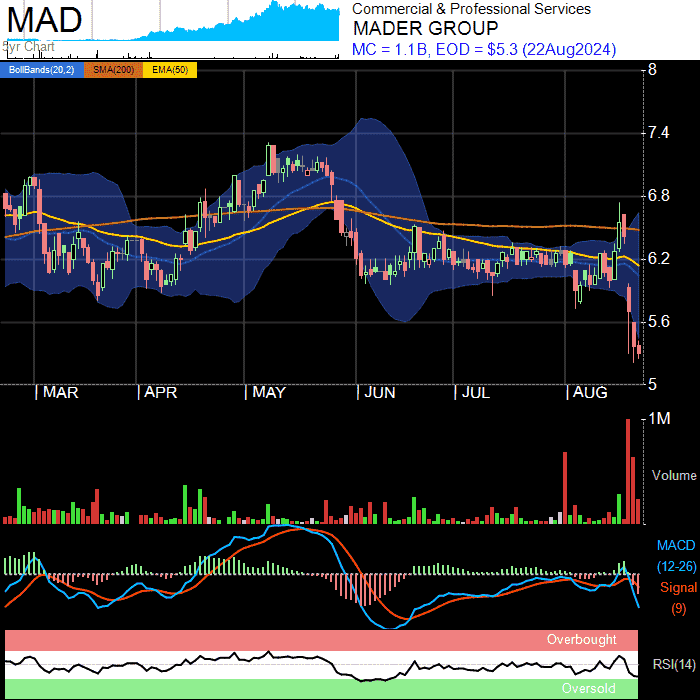 MAD
5yr Chart
Commercial & Professional Services
MADER GROUP
MC = 1.1B, EOD = $5.3 (22Aug2024)
BollBands(20,2) SMA(200) EMA(50)
8
7.4
6.8
6.2
5.6
5
| MAR | APR | MAY | JUN | JUL | AUG
1M
Volume
MACD
(12-26)
Signal
(9)
Overbought
RSI(14)
Oversold